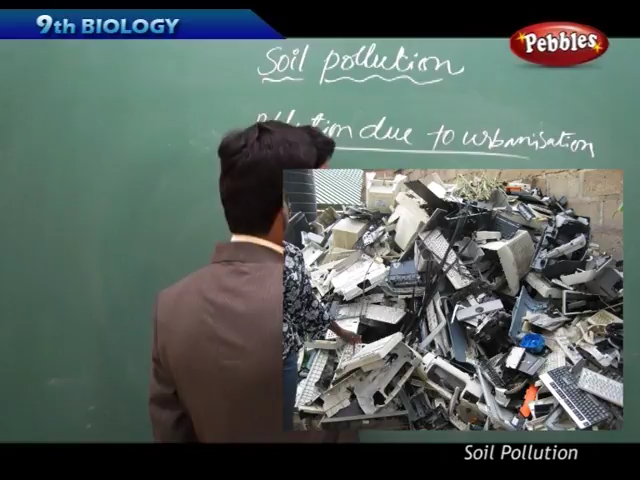 9th BIOLOGY
Pebbles
Soil pollution
pollution due to urbanisation
Soil Pollution